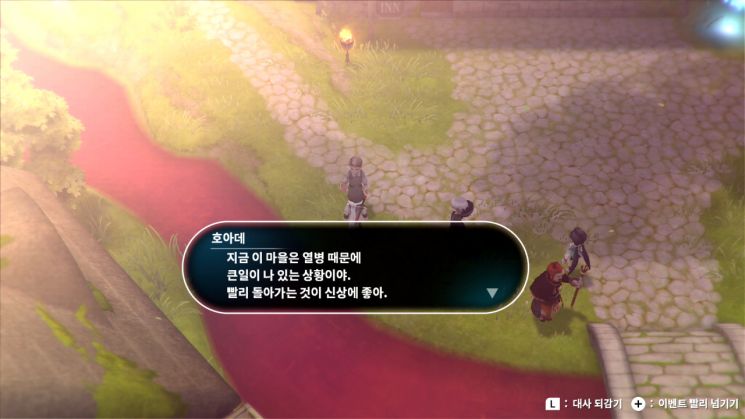 INN
호아데
지금 이 마을은 열병 때문에
큰일이 나 있는 상황이야.
빨리 돌아가는 것이 신상에 좋아.
L : 대사 되감기 + : 이벤트 빨리 넘기기